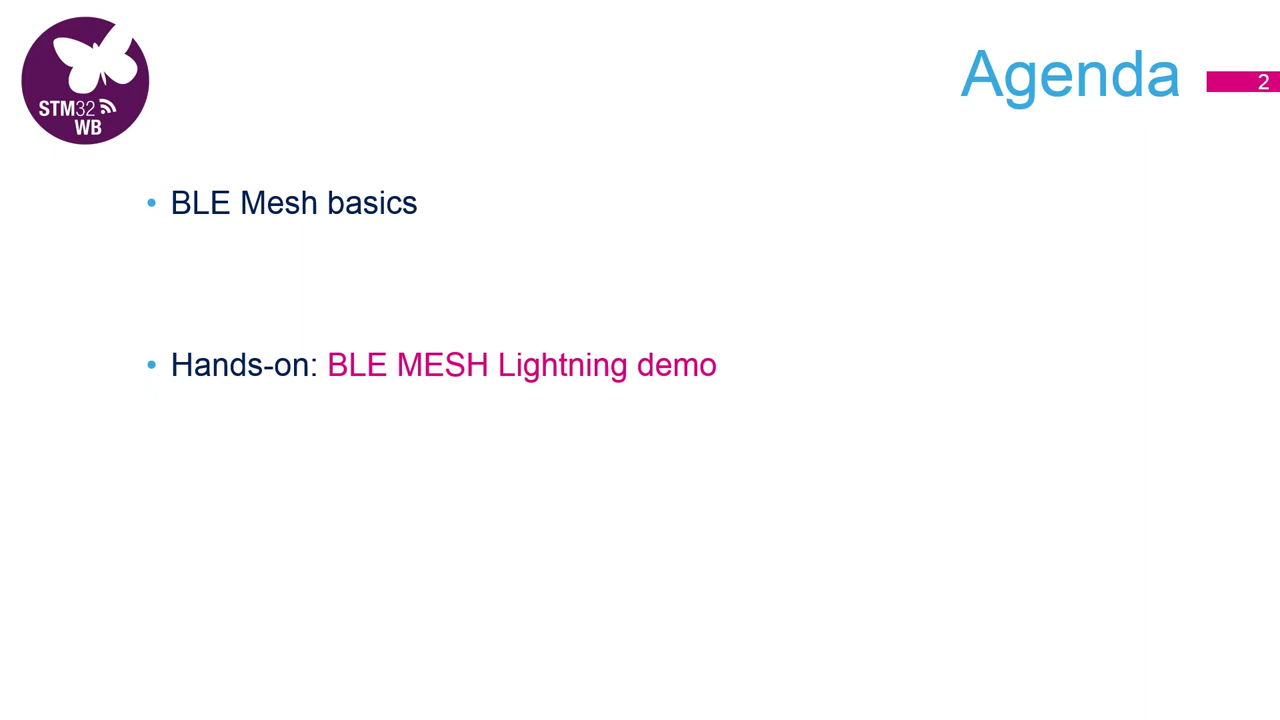 STM32
WB
Agenda
2
• BLE Mesh basics
• Hands-on: BLE MESH Lightning demo